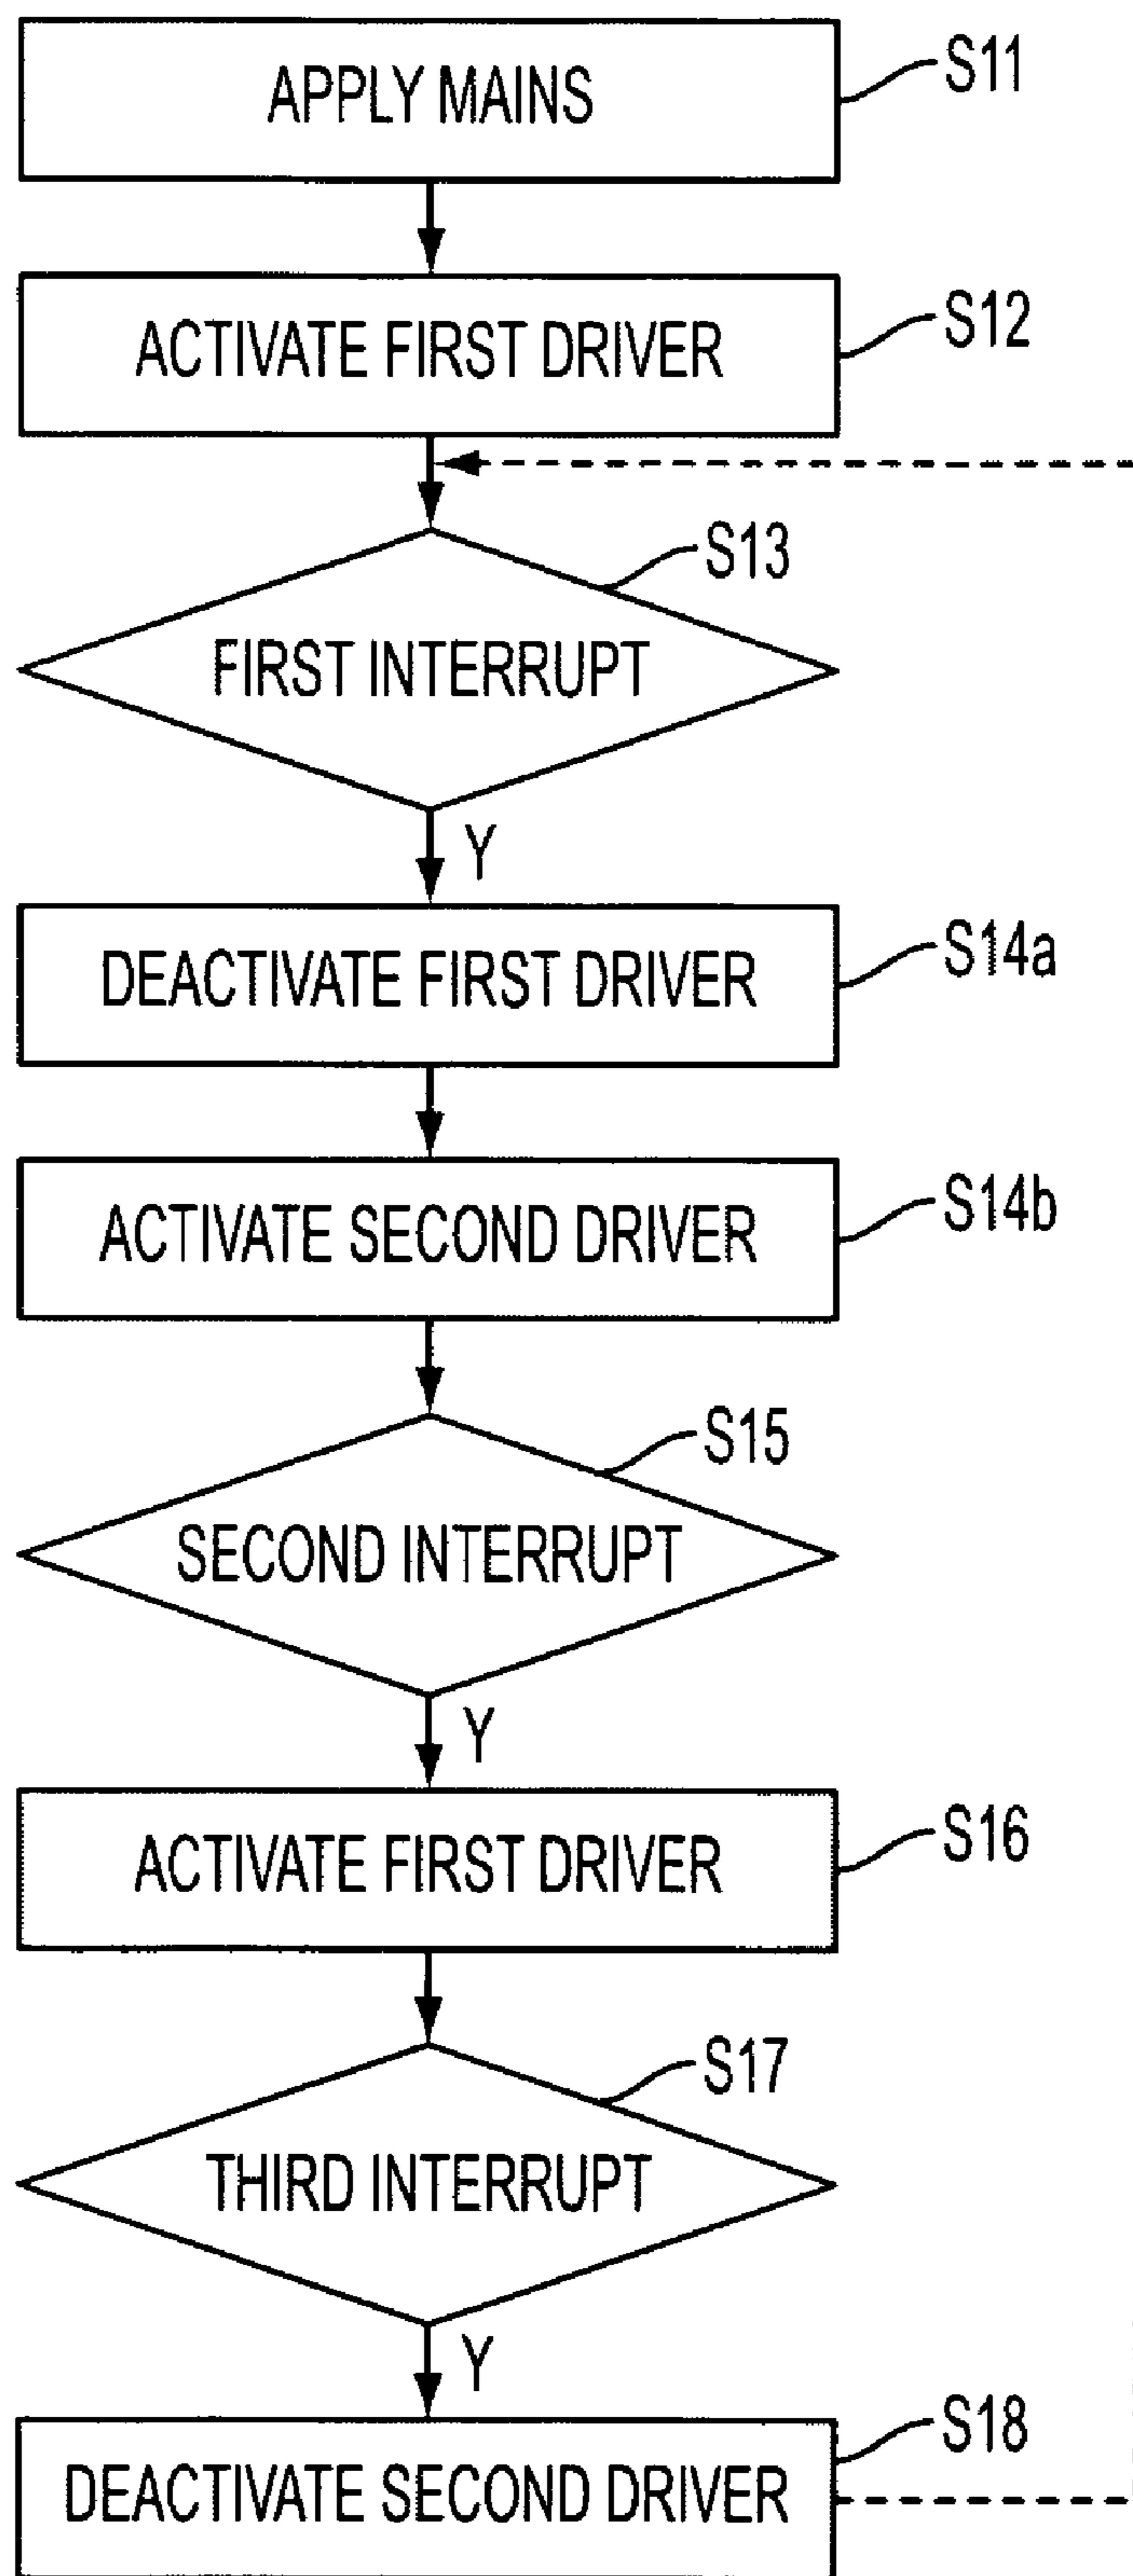 APPLY MAINS
S11
ACTIVATE FIRST DRIVER
S12
S13
FIRST INTERRUPT
Y
DEACTIVATE FIRST DRIVER
S14a
ACTIVATE SECOND DRIVER
S14b
S15
SECOND INTERRUPT
Y
ACTIVATE FIRST DRIVER
S16
S17
THIRD INTERRUPT
Y
DEACTIVATE SECOND DRIVER
S18